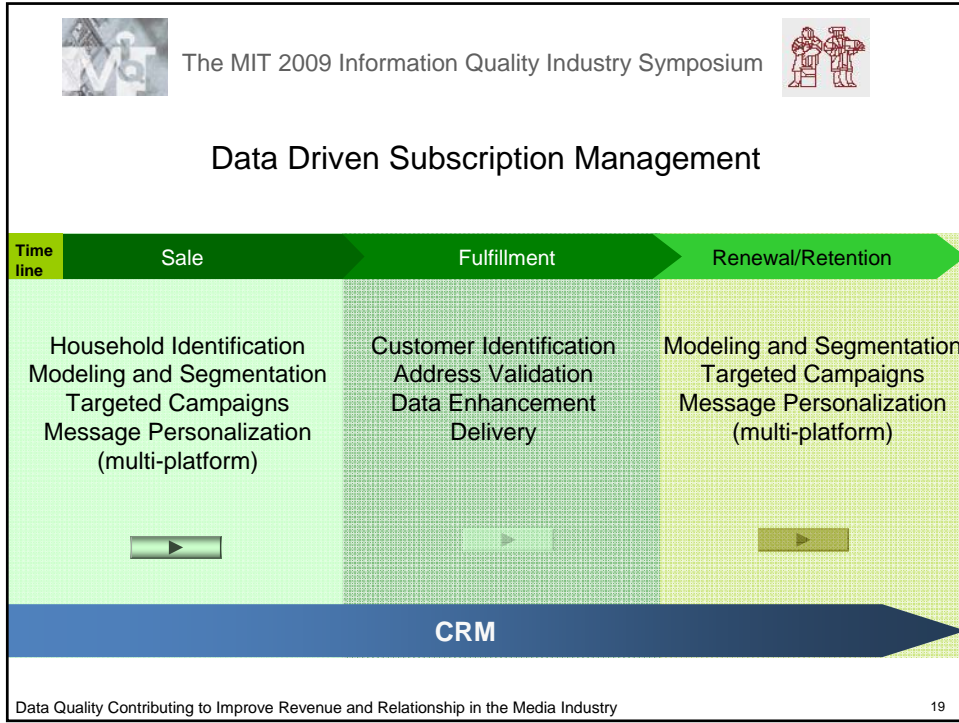 The MIT 2009 Information Quality Industry Symposium
Data Driven Subscription Management
Time
line
Sale
Fulfillment
Renewal/Retention
Household Identification
Modeling and Segmentation
Targeted Campaigns
Message Personalization
(multi-platform)
Customer Identification
Address Validation
Data Enhancement
Delivery
Modeling and Segmentation
Targeted Campaigns
Message Personalization
(multi-platform)
CRM
Data Quality Contributing to Improve Revenue and Relationship in the Media Industry
19